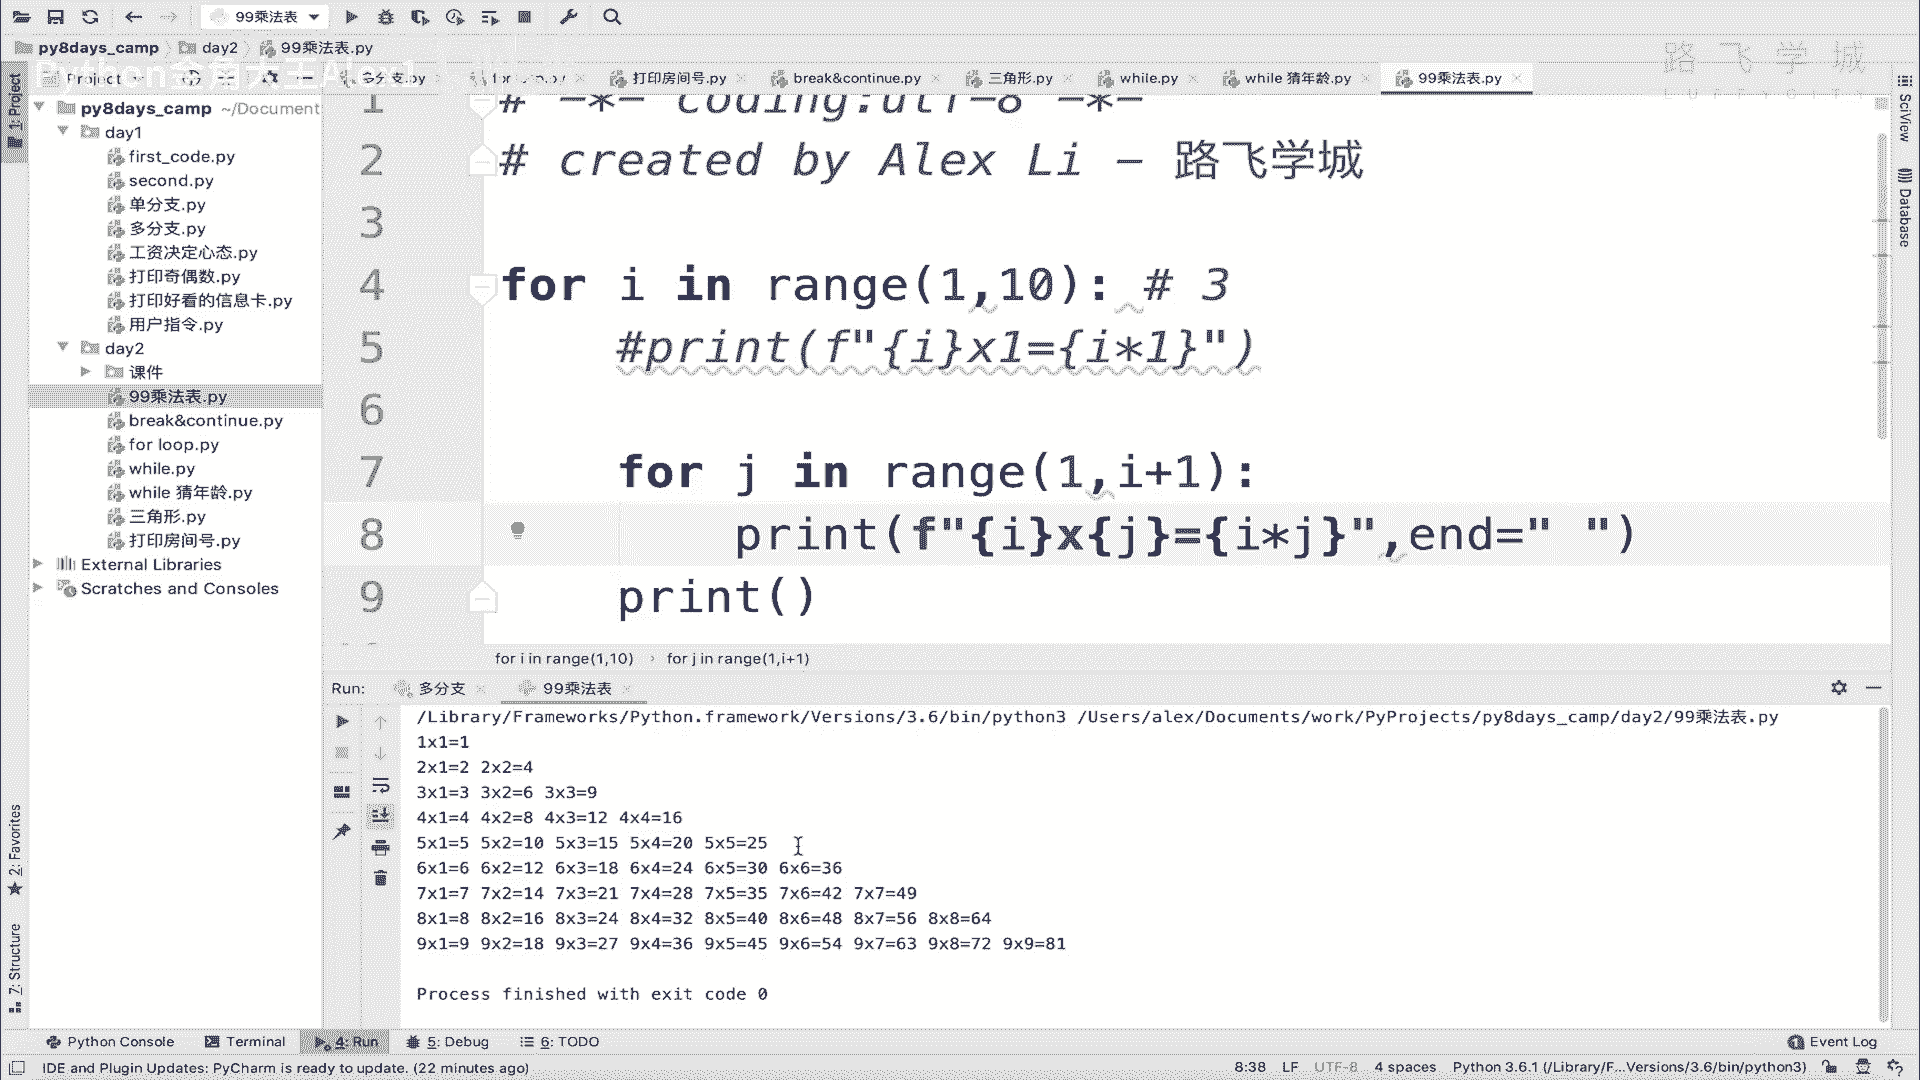 99乘法表
py8days_camp
day2
99乘法表.py
路飞学城
LUFFYCITY
Python金角大王Alex1
Project
多分支.py
打印房间号.py
break&continue.py
三角形.py
while.py
while 猜年龄.py
99乘法表.py
1: Project
py8days_camp ~/Document
day1
first_code.py
second.py
单分支.py
多分支.py
工资决定心态.py
打印奇偶数.py
打印好看的信息卡.py
用户指令.py
day2
课件
99乘法表.py
break&continue.py
for loop.py
while.py
while 猜年龄.py
三角形.py
打印房间号.py
External Libraries
Scratches and Consoles
1 # -*- coding:utf-8 -*-
2 # created by Alex Li - 路飞学城
3
4 for i in range(1,10): # 3
5 #print(f"{i}x1={i*1}")
6
7 for j in range(1,i+1):
8 print(f"{i}x{j}={i*j}",end=" ")
9 print()
for i in range(1,10) › for j in range(1,i+1)
SciView
Database
Run: 多分支 99乘法表
/Library/Frameworks/Python.framework/Versions/3.6/bin/python3 /Users/alex/Documents/work/PyProjects/py8days_camp/day2/99乘法表.py
1x1=1
2x1=2 2x2=4
3x1=3 3x2=6 3x3=9
4x1=4 4x2=8 4x3=12 4x4=16
5x1=5 5x2=10 5x3=15 5x4=20 5x5=25
6x1=6 6x2=12 6x3=18 6x4=24 6x5=30 6x6=36
7x1=7 7x2=14 7x3=21 7x4=28 7x5=35 7x6=42 7x7=49
8x1=8 8x2=16 8x3=24 8x4=32 8x5=40 8x6=48 8x7=56 8x8=64
9x1=9 9x2=18 9x3=27 9x4=36 9x5=45 9x6=54 9x7=63 9x8=72 9x9=81
Process finished with exit code 0
2: Favorites
7: Structure
Python Console
Terminal
4: Run
5: Debug
6: TODO
1 Event Log
IDE and Plugin Updates: PyCharm is ready to update. (22 minutes ago)
8:38 LF UTF-8 4 spaces Python 3.6.1 (/Library/F...Versions/3.6/bin/python3)